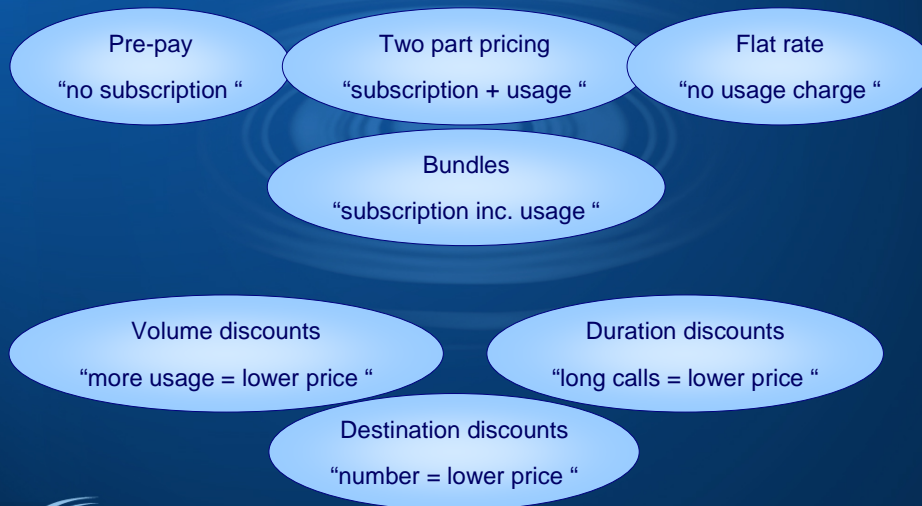 Pre-pay
“no subscription “
Two part pricing
“subscription + usage “
Flat rate
“no usage charge “
Bundles
“subscription inc. usage “
Volume discounts
“more usage = lower price “
Duration discounts
“long calls = lower price “
Destination discounts
“number = lower price “